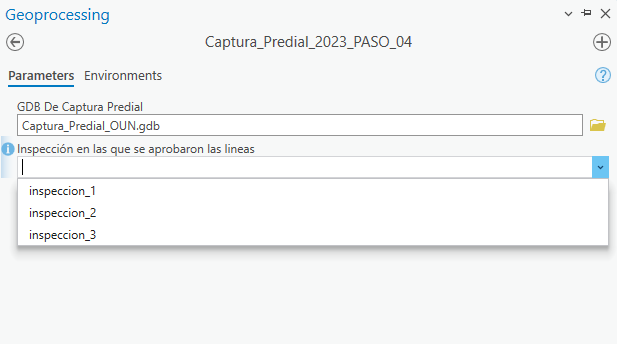 Geoprocessing
Captura_Predial_2023_PASO_04
Parameters Environments
GDB De Captura Predial
Captura_Predial_OUN.gdb
Inspección en las que se aprobaron las lineas
inspeccion_1
inspeccion_2
inspeccion_3